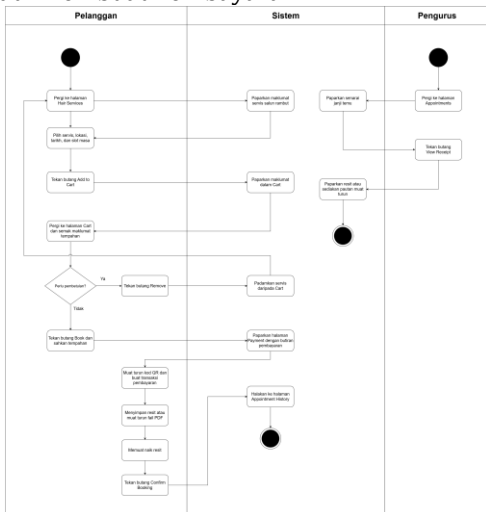 Pelanggan
Sistem
Pengurus
Pergi ke halaman
Hair Services
Paparkan maklumat
servis salun rambut
Paparkan senarai
janji temu
Pergi ke halaman
Appointments
Pilih servis, lokasi,
tarikh, dan slot masa
Tekan butang
View Receipt
Tekan butang Add to
Cart
Paparkan maklumat
dalam Cart
Paparkan resit atau
sediakan pautan muat
turun
Pergi ke halaman Cart
dan semak maklumat
tempahan
Perlu pembetulan?
Ya
Tekan butang Remove
Padamkan servis
daripada Cart
Tidak
Tekan butang Book dan
sahkan tempahan
Paparkan halaman
Payment dengan butiran
pembayaran
Muat turun kod QR dan
buat transaksi
pembayaran
Halakan ke halaman
Appointment History
Menyimpan resit atau
muat turun fail PDF
Memuat naik resit
Tekan butang Confirm
Booking